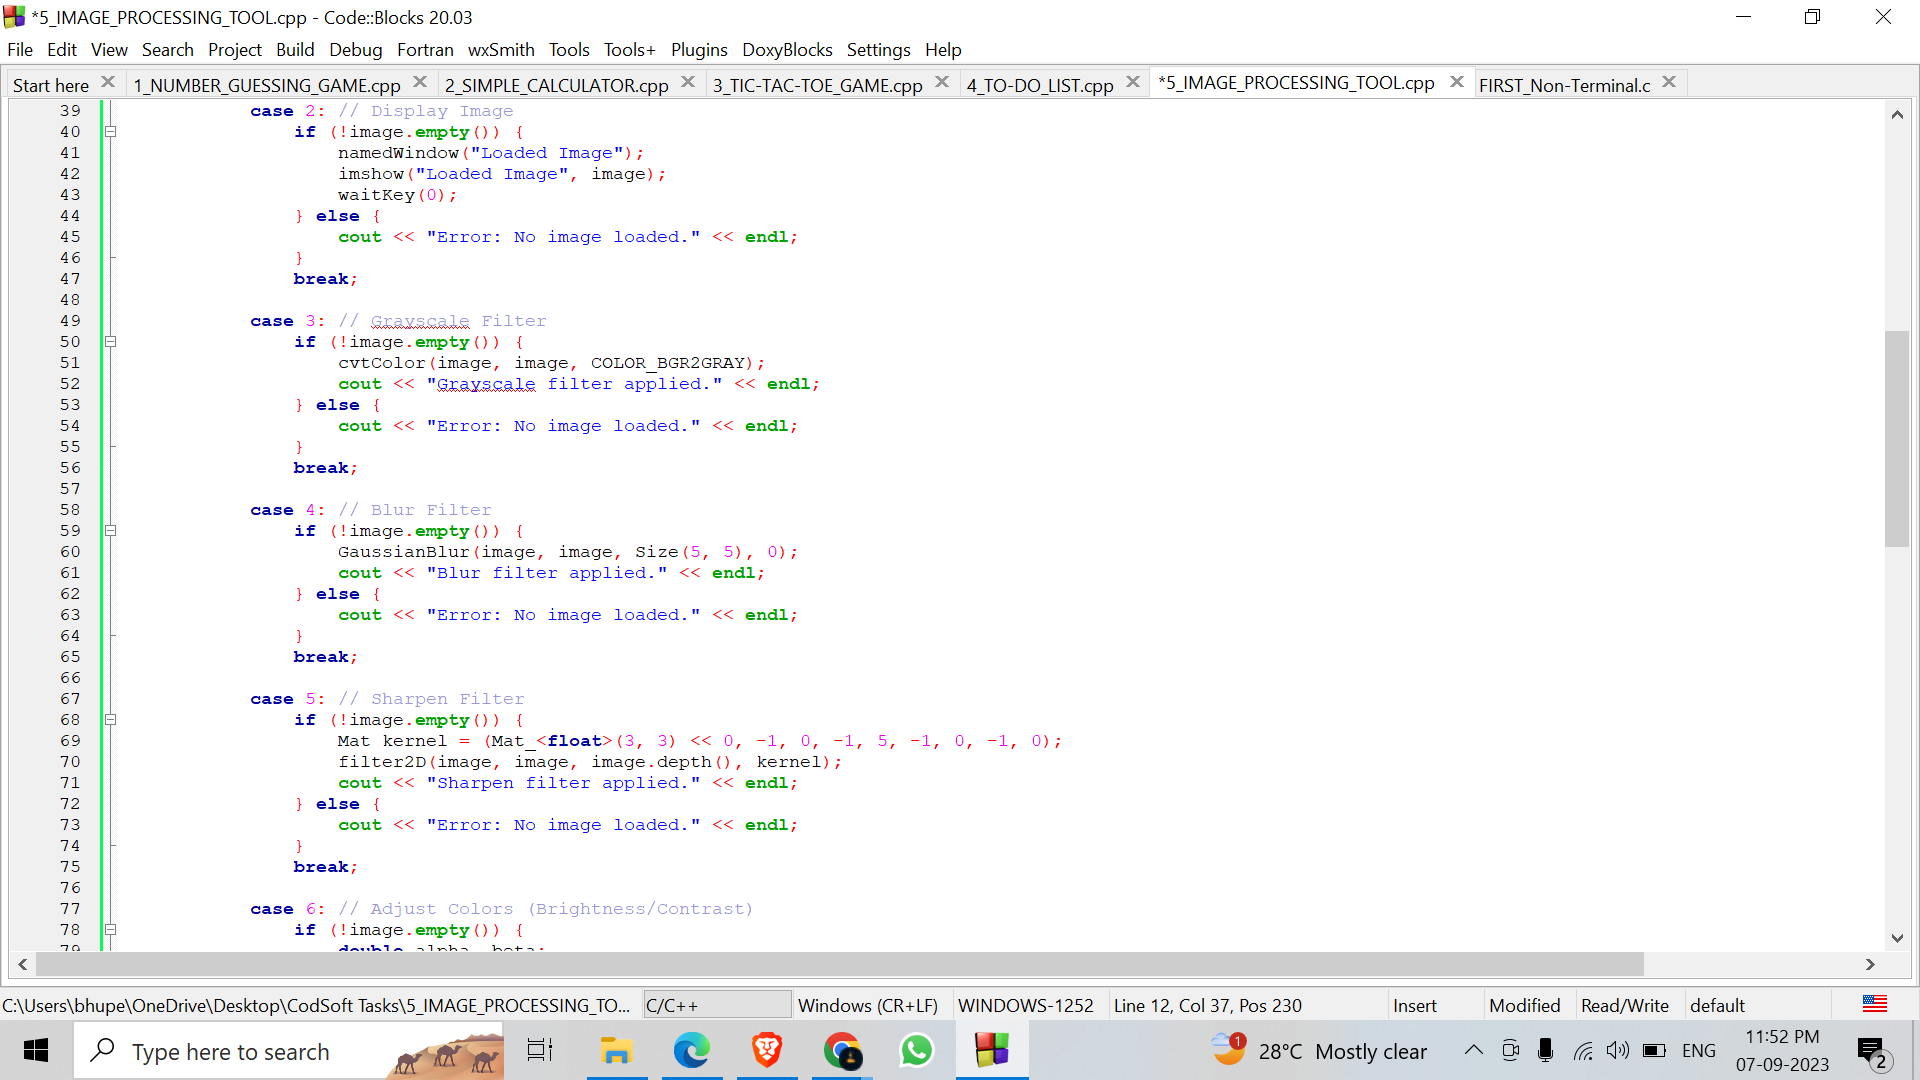 *5_IMAGE_PROCESSING_TOOL.cpp - Code::Blocks 20.03
File Edit View Search Project Build Debug Fortran wxSmith Tools Tools+ Plugins DoxyBlocks Settings Help
Start here 1_NUMBER_GUESSING_GAME.cpp 2_SIMPLE_CALCULATOR.cpp 3_TIC-TAC-TOE_GAME.cpp 4_TO-DO_LIST.cpp *5_IMAGE_PROCESSING_TOOL.cpp FIRST_Non-Terminal.c
39 case 2: // Display Image
40 if (!image.empty()) {
41 namedWindow("Loaded Image");
42 imshow("Loaded Image", image);
43 waitKey(0);
44 } else {
45 cout << "Error: No image loaded." << endl;
46 }
47 break;
48
49 case 3: // Grayscale Filter
50 if (!image.empty()) {
51 cvtColor(image, image, COLOR_BGR2GRAY);
52 cout << "Grayscale filter applied." << endl;
53 } else {
54 cout << "Error: No image loaded." << endl;
55 }
56 break;
57
58 case 4: // Blur Filter
59 if (!image.empty()) {
60 GaussianBlur(image, image, Size(5, 5), 0);
61 cout << "Blur filter applied." << endl;
62 } else {
63 cout << "Error: No image loaded." << endl;
64 }
65 break;
66
67 case 5: // Sharpen Filter
68 if (!image.empty()) {
69 Mat kernel = (Mat_<float>(3, 3) << 0, -1, 0, -1, 5, -1, 0, -1, 0);
70 filter2D(image, image, image.depth(), kernel);
71 cout << "Sharpen filter applied." << endl;
72 } else {
73 cout << "Error: No image loaded." << endl;
74 }
75 break;
76
77 case 6: // Adjust Colors (Brightness/Contrast)
78 if (!image.empty()) {
79 double alpha, beta;
C:\Users\bhupe\OneDrive\Desktop\CodSoft Tasks\5_IMAGE_PROCESSING_TO... C/C++ Windows (CR+LF) WINDOWS-1252 Line 12, Col 37, Pos 230 Insert Modified Read/Write default
Type here to search 1 28°C Mostly clear ENG 11:52 PM
07-09-2023 2